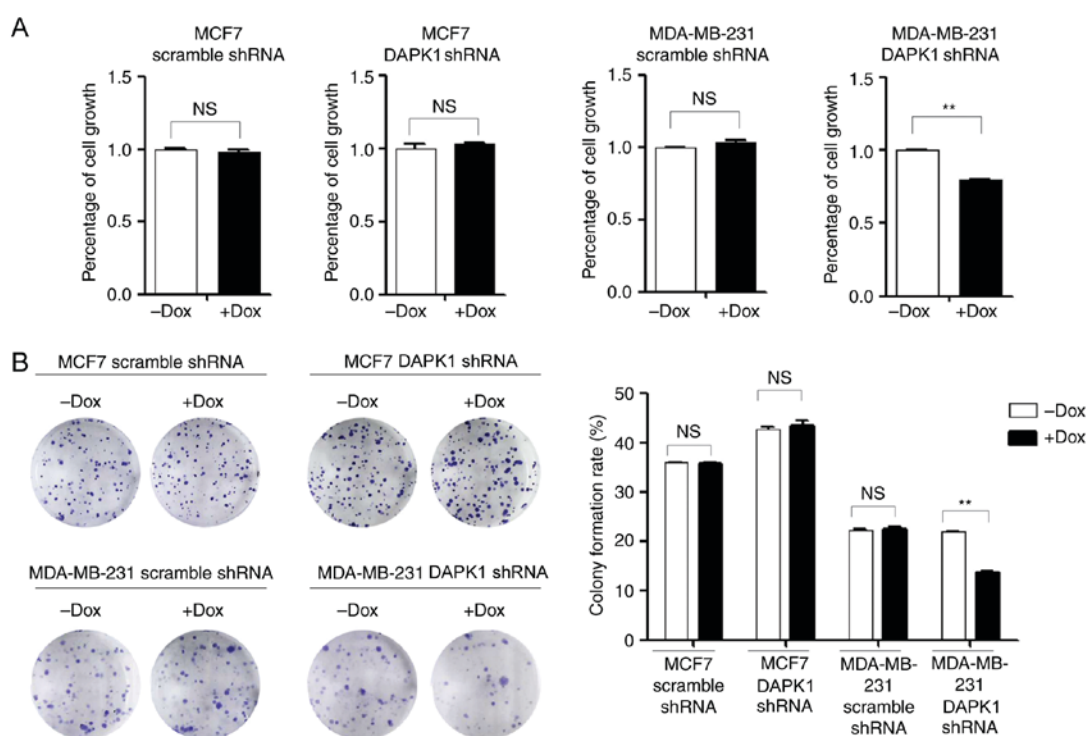 A
MCF7
scramble shRNA
Percentage of cell growth
1.5
1.0
0.5
0.0
NS
–Dox
+Dox
MCF7
DAPK1 shRNA
Percentage of cell growth
1.5
1.0
0.5
0.0
NS
–Dox
+Dox
MDA-MB-231
scramble shRNA
Percentage of cell growth
1.5
1.0
0.5
0.0
NS
–Dox
+Dox
MDA-MB-231
DAPK1 shRNA
Percentage of cell growth
1.5
1.0
0.5
0.0
**
–Dox
+Dox
B
MCF7 scramble shRNA
–Dox
+Dox
MCF7 DAPK1 shRNA
–Dox
+Dox
MDA-MB-231 scramble shRNA
–Dox
+Dox
MDA-MB-231 DAPK1 shRNA
–Dox
+Dox
Colony formation rate (%)
50
40
30
20
10
0
NS
NS
NS
**
–Dox
+Dox
MCF7
scramble
shRNA
MCF7
DAPK1
shRNA
MDA-MB-
231
scramble
shRNA
MDA-MB-
231
DAPK1
shRNA